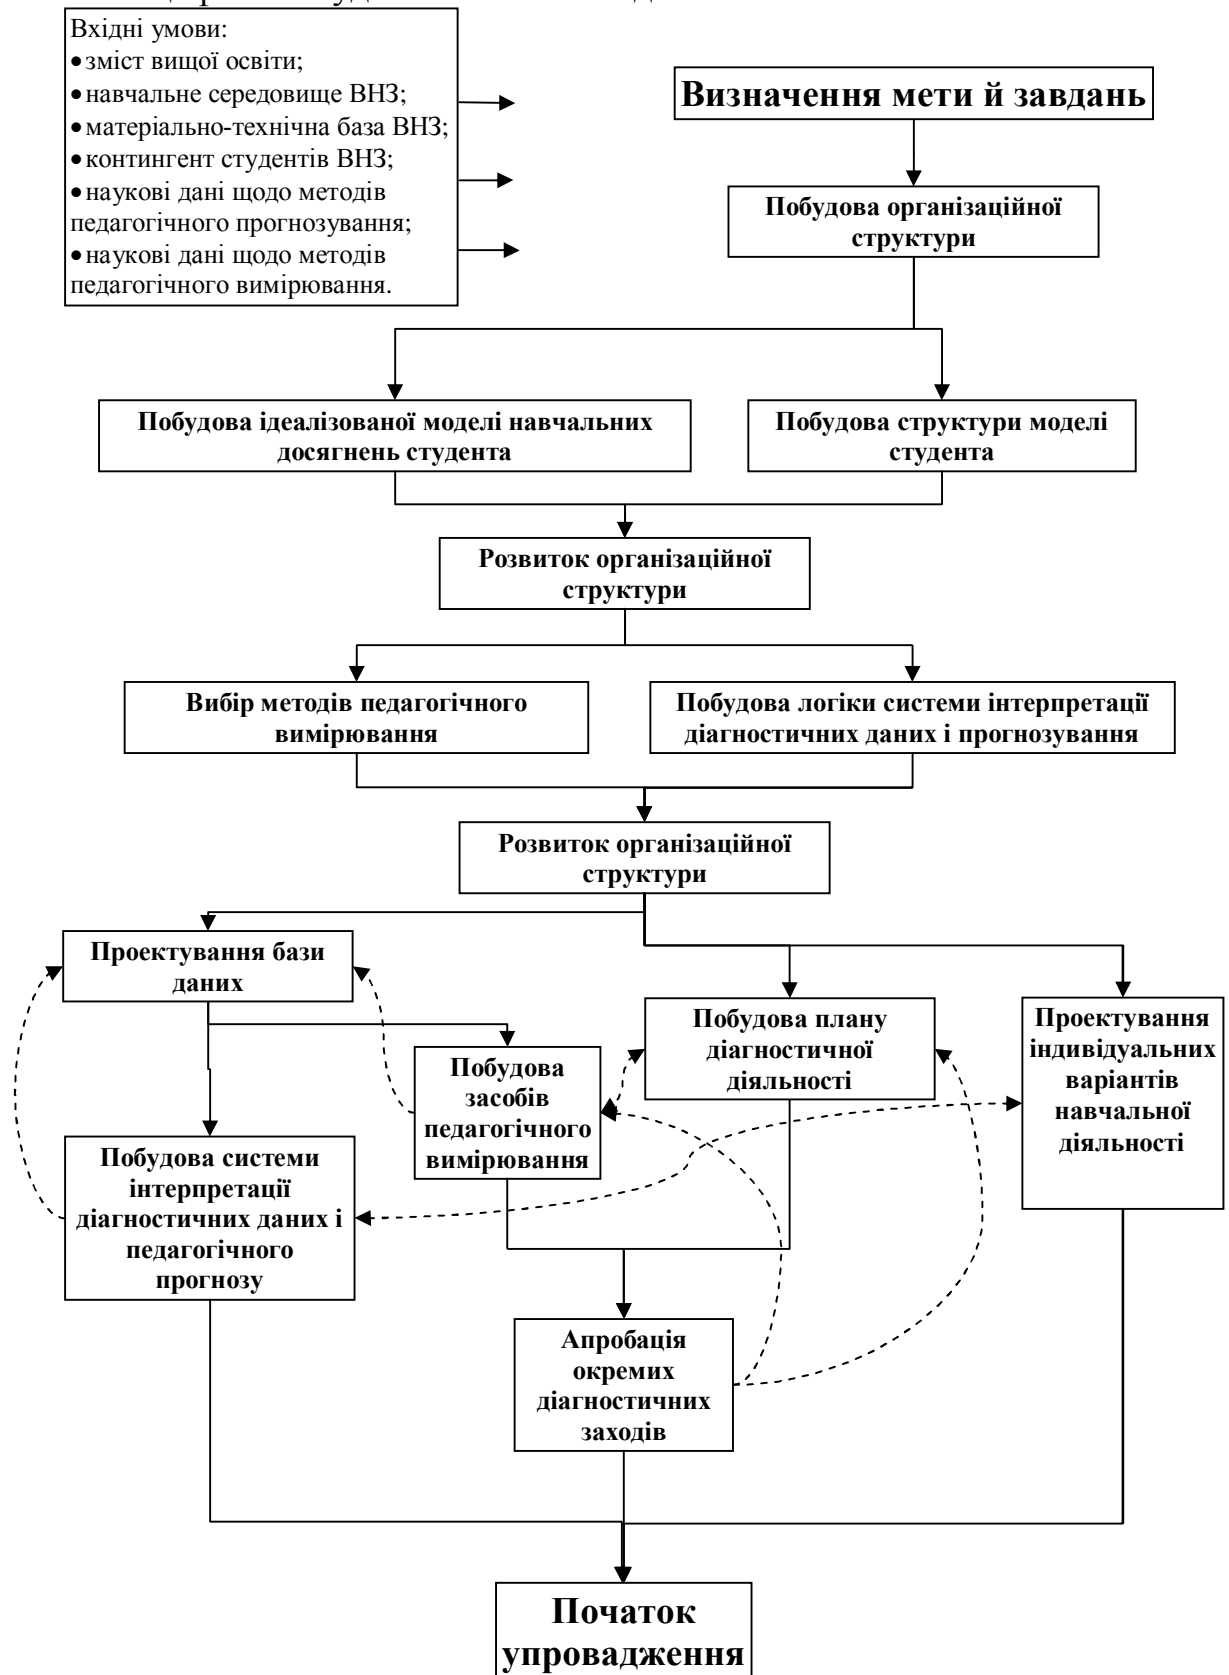 Вхідні умови:
•зміст вищої освіти;
•навчальне середовище ВНЗ;
•матеріально-технічна база ВНЗ;
•контингент студентів ВНЗ;
•наукові дані щодо методів
педагогічного прогнозування;
•наукові дані щодо методів
педагогічного вимірювання.
Визначення мети й завдань
Побудова організаційної
структури
Побудова ідеалізованої моделі навчальних
досягнень студента
Побудова структури моделі
студента
Розвиток організаційної
структури
Вибір методів педагогічного
вимірювання
Побудова логіки системи інтерпретації
діагностичних даних і прогнозування
Розвиток організаційної
структури
Проектування бази
даних
Побудова
засобів
педагогічного
вимірювання
Побудова плану
діагностичної
діяльності
Проектування
індивідуальних
варіантів
навчальної
діяльності
Побудова системи
інтерпретації
діагностичних даних і
педагогічного
прогнозу
Апробація
окремих
діагностичних
заходів
Початок
упровадження